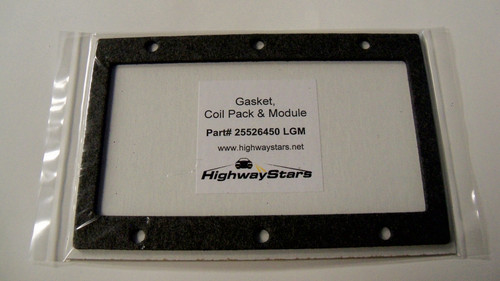 Gasket,
Coil Pack & Module
Part# 25526450 LGM
www.highwaystars.net
HighwayStars